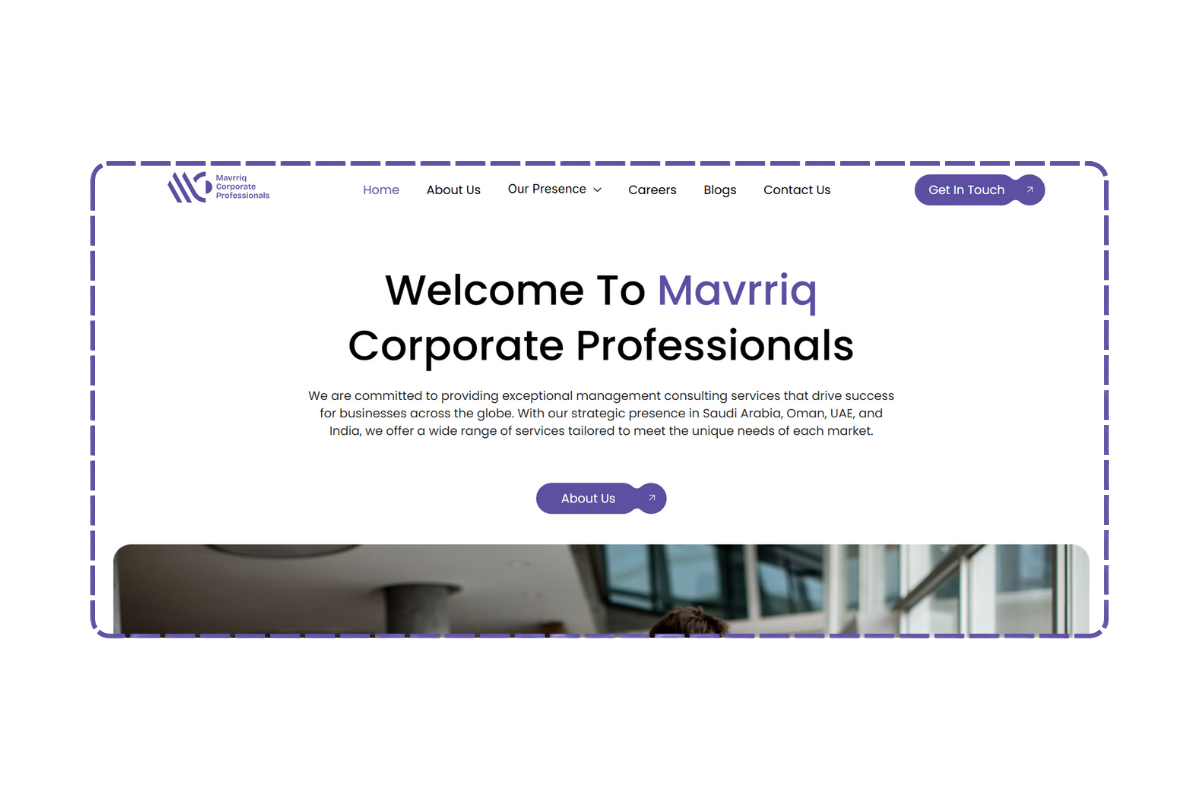 Mavrriq
Corporate
Professionals
Home
About Us
Our Presence
Careers
Blogs
Contact Us
Get In Touch
Welcome To Mavrriq
Corporate Professionals
We are committed to providing exceptional management consulting services that drive success
for businesses across the globe. With our strategic presence in Saudi Arabia, Oman, UAE, and
India, we offer a wide range of services tailored to meet the unique needs of each market.
About Us